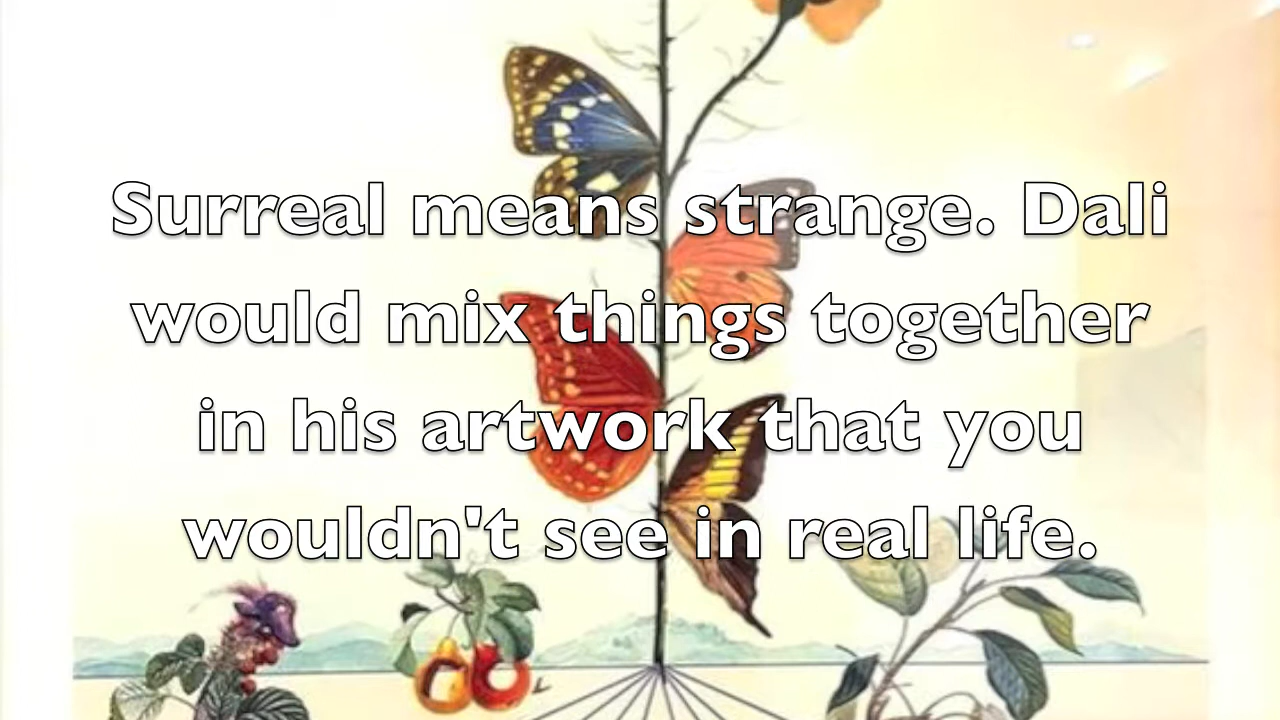 Surreal means strange. Dali
would mix things together
in his artwork that you
wouldn't see in real life.